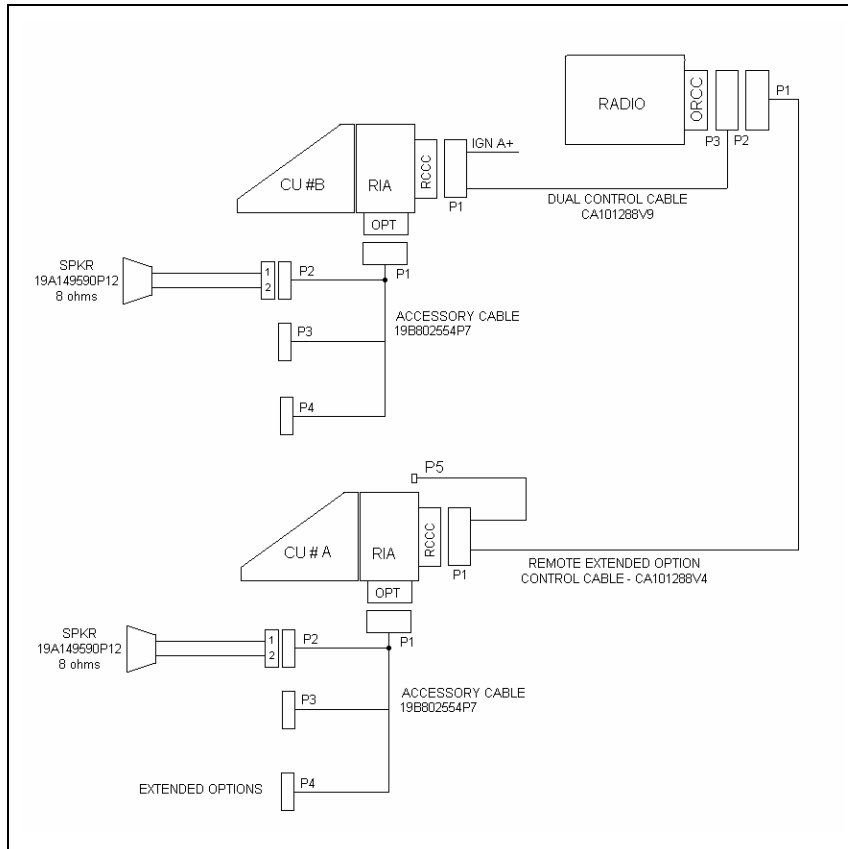 RADIO
ORCC
P1
P3
P2
IGN A+
CU #B
RIA
RCCC
P1
DUAL CONTROL CABLE
CA101288V9
OPT
P1
SPKR
19A149590P12
8 ohms
1
2
P2
ACCESSORY CABLE
19B802554P7
P3
P4
P5
CU # A
RIA
RCCC
P1
REMOTE EXTENDED OPTION
CONTROL CABLE - CA101288V4
OPT
P1
SPKR
19A149590P12
8 ohms
1
2
P2
ACCESSORY CABLE
19B802554P7
P3
EXTENDED OPTIONS
P4